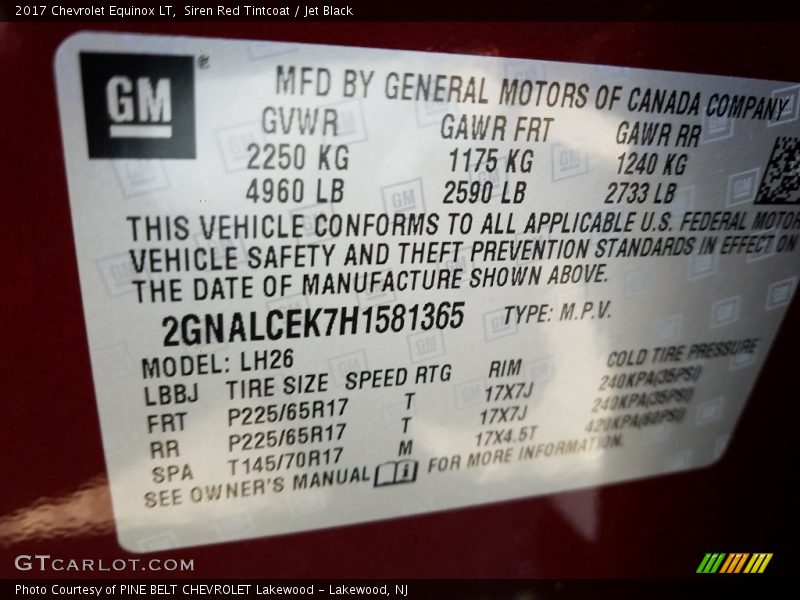 2017 Chevrolet Equinox LT, Siren Red Tintcoat / Jet Black
GM ®
MFD BY GENERAL MOTORS OF CANADA COMPANY
GVWR GAWR FRT GAWR RR
2250 KG 1175 KG 1240 KG
4960 LB 2590 LB 2733 LB
THIS VEHICLE CONFORMS TO ALL APPLICABLE U.S. FEDERAL MOTOR
VEHICLE SAFETY AND THEFT PREVENTION STANDARDS IN EFFECT ON
THE DATE OF MANUFACTURE SHOWN ABOVE.
2GNALCEK7H1581365 TYPE: M.P.V.
MODEL: LH26
LBBJ TIRE SIZE SPEED RTG RIM COLD TIRE PRESSURE
FRT P225/65R17 T 17X7J 240KPA(35PSI)
RR P225/65R17 T 17X7J 240KPA(35PSI)
SPA T145/70R17 M 17X4.5T 420KPA(60PSI)
SEE OWNER'S MANUAL FOR MORE INFORMATION.
GTCARLOT.COM
Photo Courtesy of PINE BELT CHEVROLET Lakewood - Lakewood, NJ